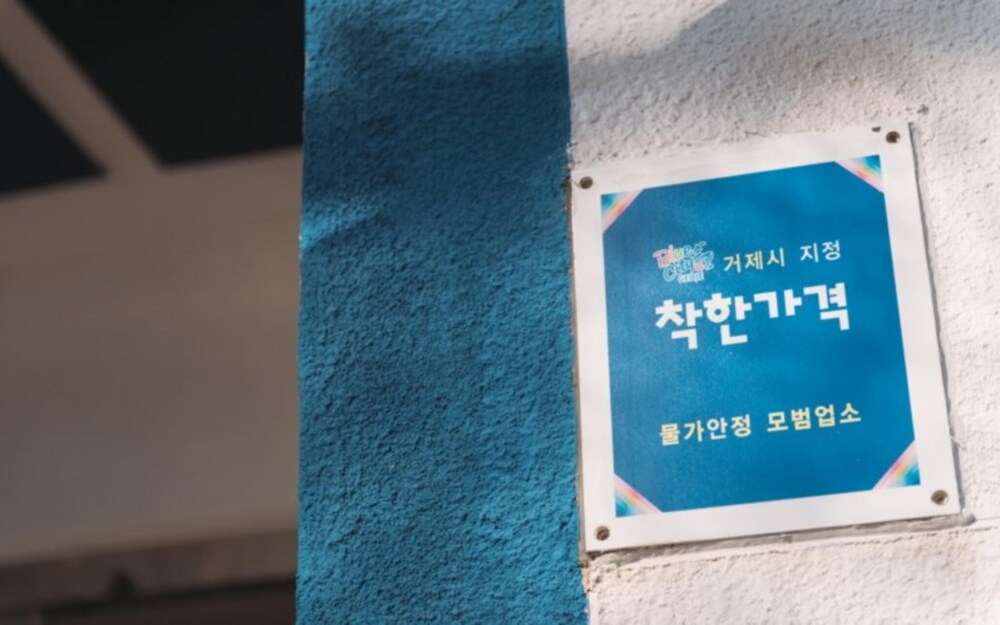 거제시 지정
착한가격
물가안정 모범업소